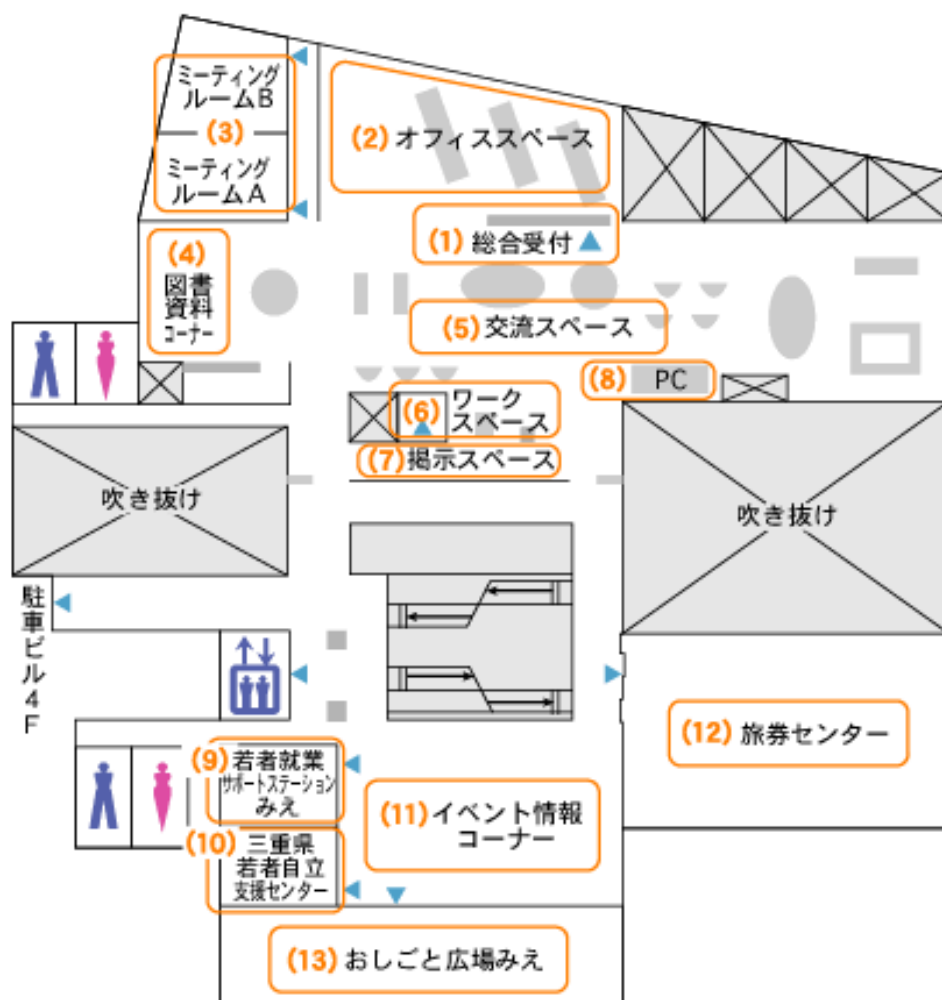 ミーティング
ルームB
(3)
ミーティング
ルームA
(2) オフィススペース
(1) 総合受付
(4)
図書
資料
コーナー
(5) 交流スペース
(8) PC
(6) ワーク
スペース
(7) 掲示スペース
吹き抜け
吹き抜け
駐車ビル4F
(12) 旅券センター
(9) 若者就業
サポートステーション
みえ
(10) 三重県
若者自立
支援センター
(11) イベント情報
コーナー
(13) おしごと広場みえ